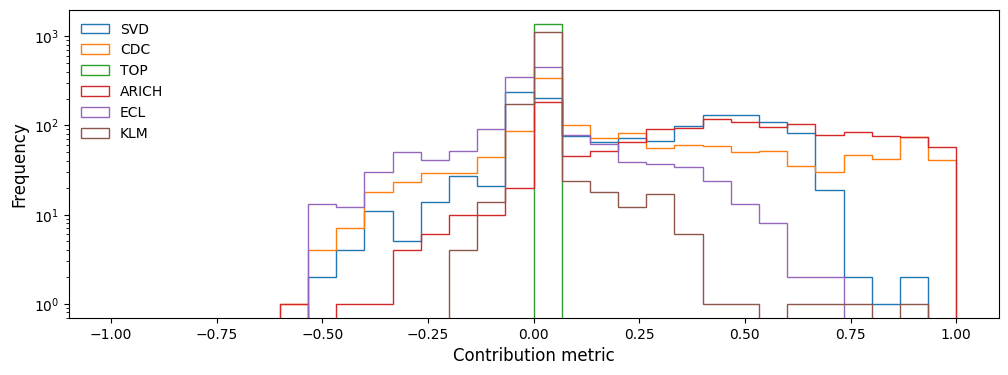 SVD
CDC
TOP
ARICH
ECL
KLM
Frequency
10³
10²
10¹
10⁰
−1.00 −0.75 −0.50 −0.25 0.00 0.25 0.50 0.75 1.00
Contribution metric